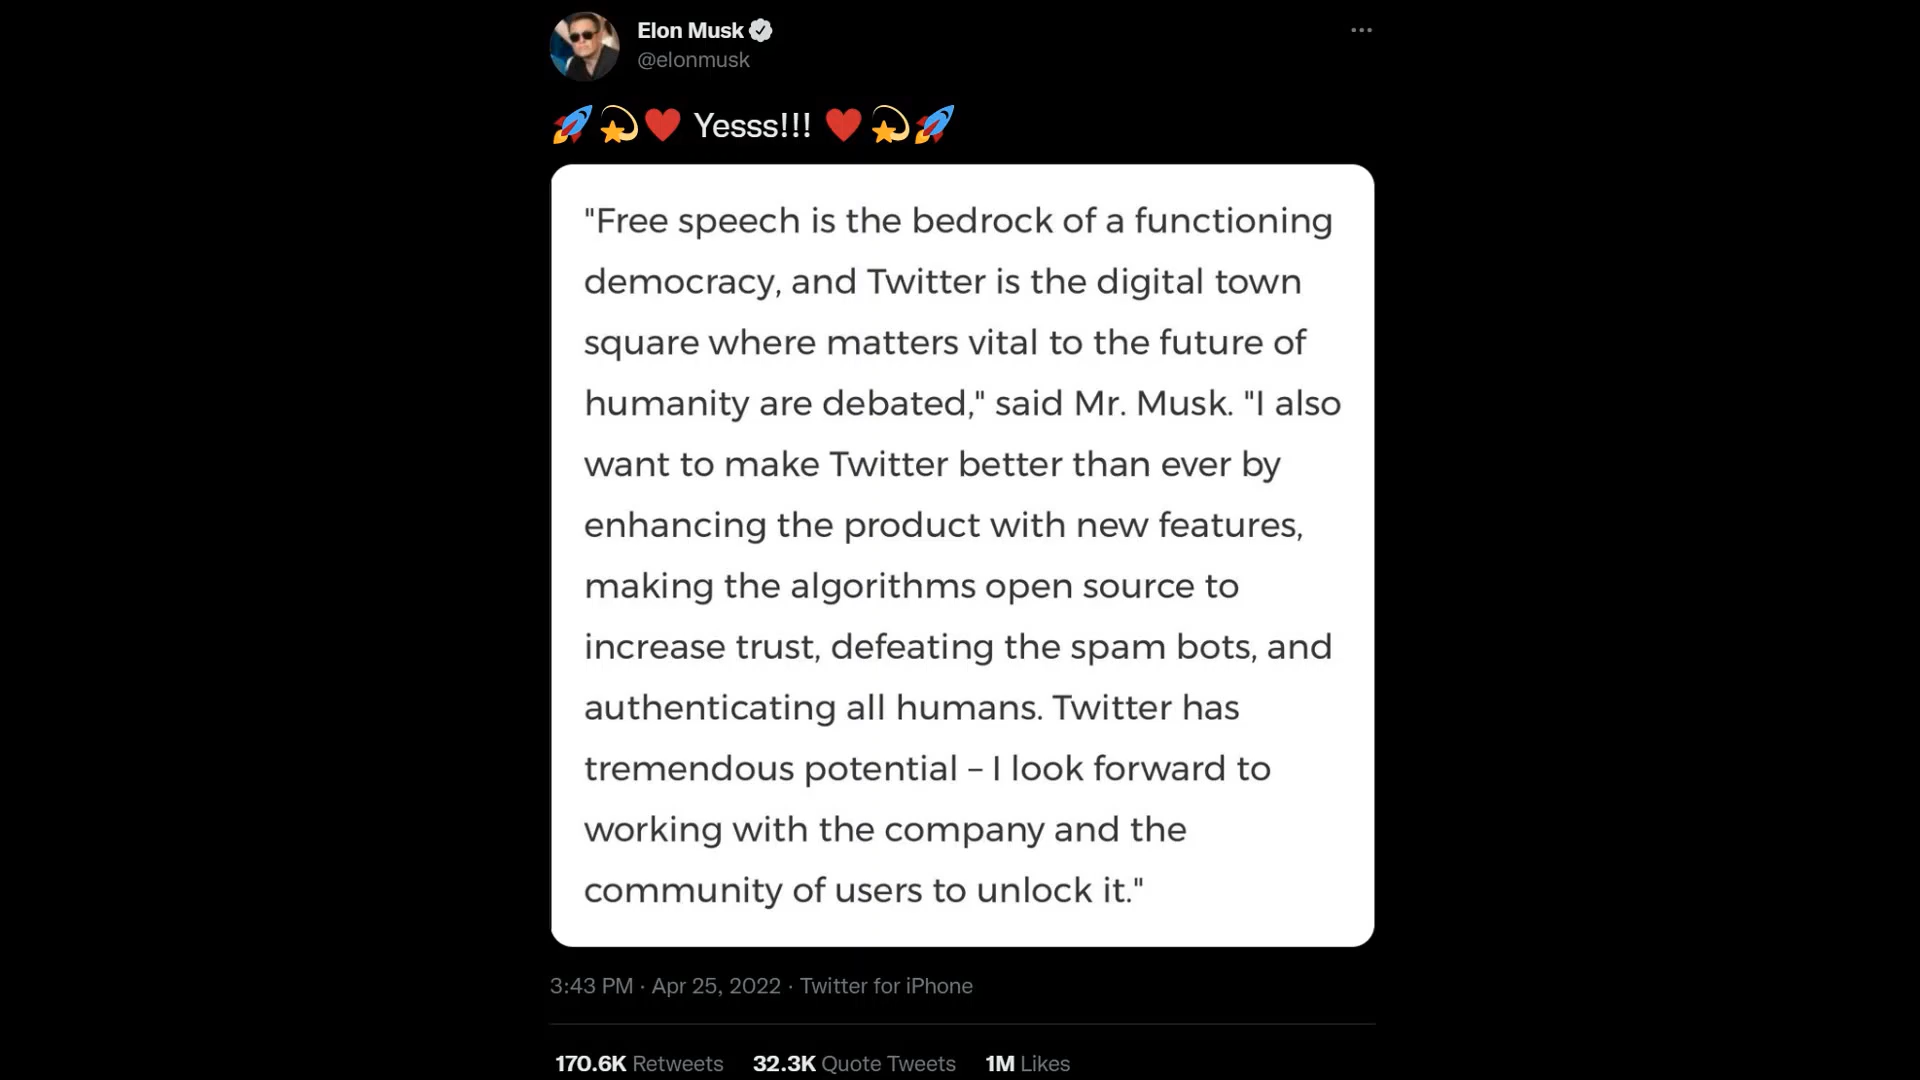 Elon Musk
@elonmusk
🚀💫❤️ Yesss!!! ❤️💫🚀
"Free speech is the bedrock of a functioning
democracy, and Twitter is the digital town
square where matters vital to the future of
humanity are debated," said Mr. Musk. "I also
want to make Twitter better than ever by
enhancing the product with new features,
making the algorithms open source to
increase trust, defeating the spam bots, and
authenticating all humans. Twitter has
tremendous potential – I look forward to
working with the company and the
community of users to unlock it."
3:43 PM · Apr 25, 2022 · Twitter for iPhone
170.6K Retweets 32.3K Quote Tweets 1M Likes